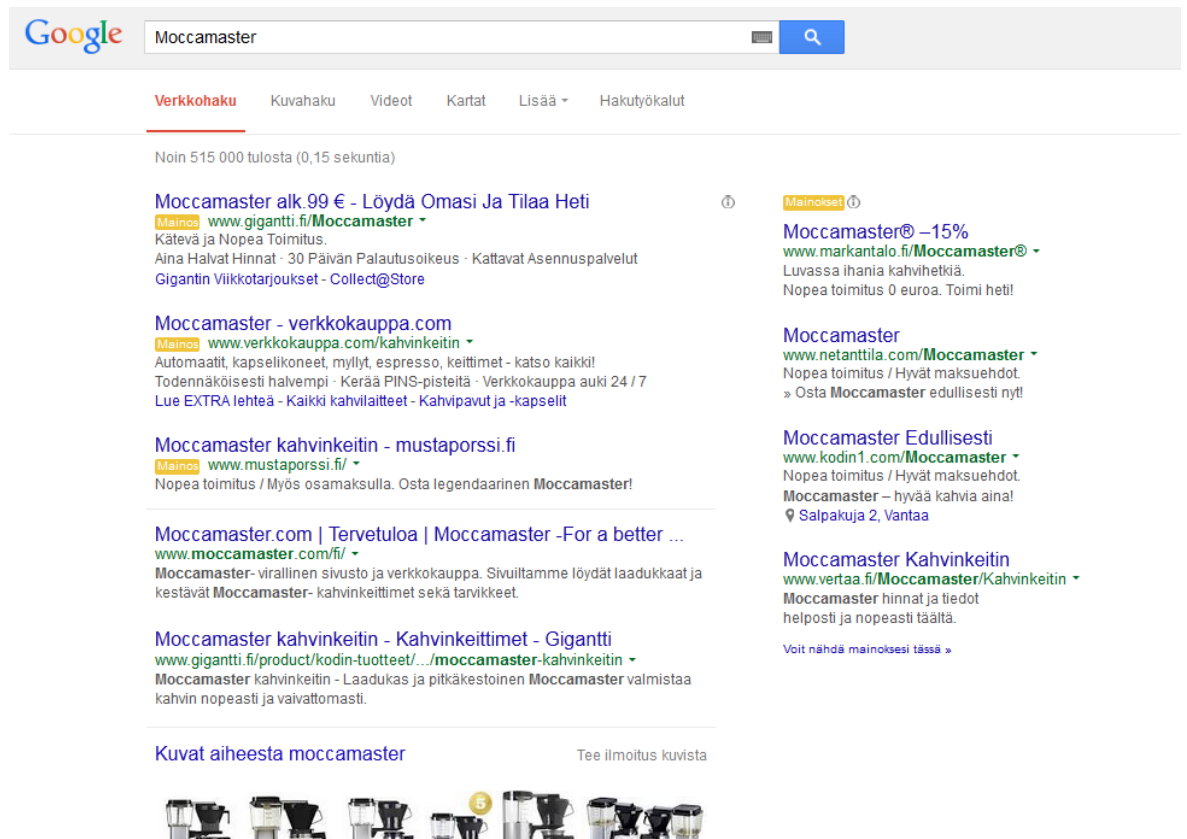 Google
Moccamaster
Verkkohaku Kuvahaku Videot Kartat Lisää Hakutyökalut
Noin 515 000 tulosta (0,15 sekuntia)
Moccamaster alk.99 € - Löydä Omasi Ja Tilaa Heti
Mainos www.gigantti.fi/Moccamaster
Kätevä ja Nopea Toimitus.
Aina Halvat Hinnat · 30 Päivän Palautusoikeus · Kattavat Asennuspalvelut
Gigantin Viikkotarjoukset - Collect@Store
Moccamaster - verkkokauppa.com
Mainos www.verkkokauppa.com/kahvinkeitin
Automaatit, kapselikoneet, myllyt, espresso, keittimet - katso kaikki!
Todennäköisesti halvempi · Kerää PINS-pisteitä · Verkkokauppa auki 24 / 7
Lue EXTRA lehteä - Kaikki kahvilaitteet - Kahvipavut ja -kapselit
Moccamaster kahvinkeitin - mustaporssi.fi
Mainos www.mustaporssi.fi/
Nopea toimitus / Myös osamaksulla. Osta legendaarinen Moccamaster!
Moccamaster.com | Tervetuloa | Moccamaster -For a better ...
www.moccamaster.com/fi/
Moccamaster- virallinen sivusto ja verkkokauppa. Sivuiltamme löydät laadukkaat ja
kestävät Moccamaster- kahvinkeittimet sekä tarvikkeet.
Moccamaster kahvinkeitin - Kahvinkeittimet - Gigantti
www.gigantti.fi/product/kodin-tuotteet/.../moccamaster-kahvinkeitin
Moccamaster kahvinkeitin - Laadukas ja pitkäkestoinen Moccamaster valmistaa
kahvin nopeasti ja vaivattomasti.
Kuvat aiheesta moccamaster Tee ilmoitus kuvista
5
Mainokset
Moccamaster® –15%
www.markantalo.fi/Moccamaster®
Luvassa ihania kahvihetkiä.
Nopea toimitus 0 euroa. Toimi heti!
Moccamaster
www.netanttila.com/Moccamaster
Nopea toimitus / Hyvät maksuehdot.
» Osta Moccamaster edullisesti nyt!
Moccamaster Edullisesti
www.kodin1.com/Moccamaster
Nopea toimitus / Hyvät maksuehdot.
Moccamaster – hyvää kahvia aina!
Salpakuja 2, Vantaa
Moccamaster Kahvinkeitin
www.vertaa.fi/Moccamaster/Kahvinkeitin
Moccamaster hinnat ja tiedot
helposti ja nopeasti täältä.
Voit nähdä mainoksesi tässä »